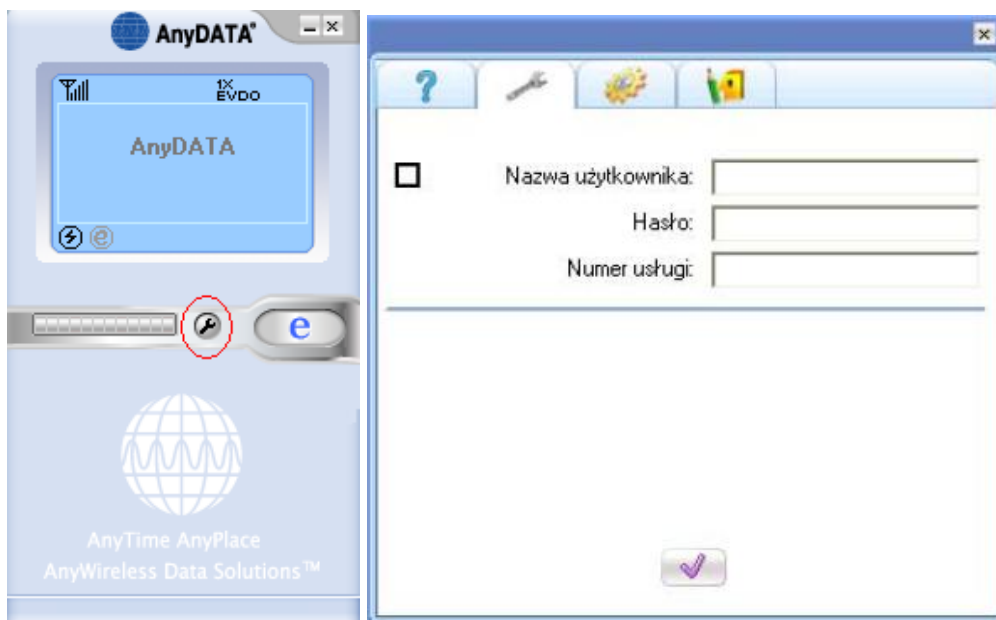 AnyDATA
1X
EVDO
AnyDATA
e
e
AnyTime AnyPlace
AnyWireless Data Solutions™
?
Nazwa użytkownika:
Hasło:
Numer usługi: